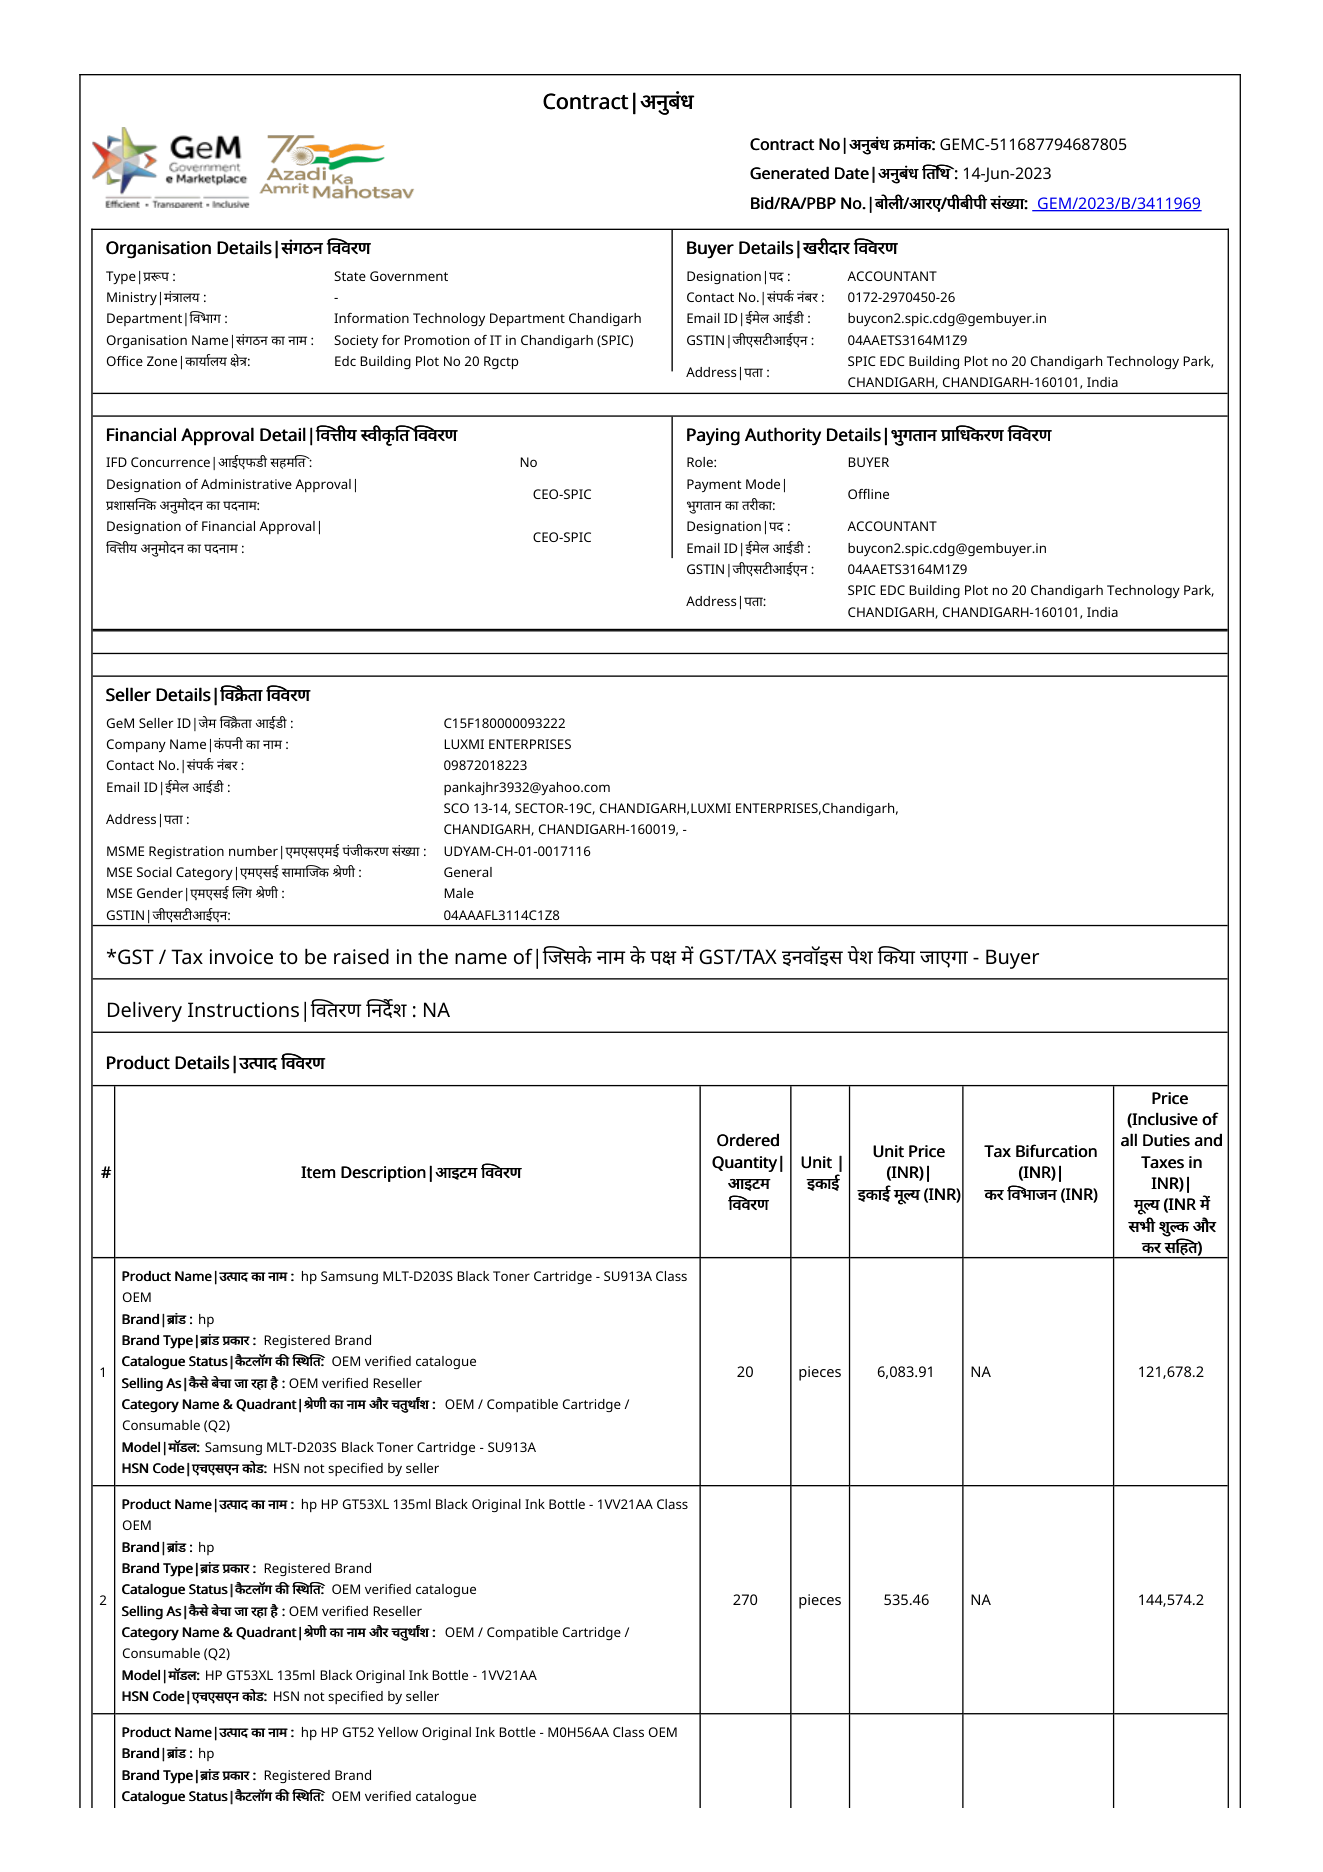 Contract|अनुबंध
GeM
Government
e Marketplace
Efficient • Transparent • Inclusive
75
Azadi Ka
Amrit Mahotsav
Contract No|अनुबंध क्रमांक: GEMC-511687794687805
Generated Date|अनुबंध तिथि : 14-Jun-2023
Bid/RA/PBP No.|बोली/आरए/पीबीपी संख्या: GEM/2023/B/3411969
Organisation Details|संगठन विवरण
Type|प्ररूप : State Government
Ministry|मंत्रालय : -
Department|विभाग : Information Technology Department Chandigarh
Organisation Name|संगठन का नाम : Society for Promotion of IT in Chandigarh (SPIC)
Office Zone|कार्यालय क्षेत्र: Edc Building Plot No 20 Rgctp
Buyer Details|खरीदार विवरण
Designation|पद : ACCOUNTANT
Contact No.|संपर्क नंबर : 0172-2970450-26
Email ID|ईमेल आईडी : buycon2.spic.cdg@gembuyer.in
GSTIN|जीएसटीआईएन : 04AAETS3164M1Z9
Address|पता : SPIC EDC Building Plot no 20 Chandigarh Technology Park,
CHANDIGARH, CHANDIGARH-160101, India
Financial Approval Detail|वित्तीय स्वीकृति विवरण
IFD Concurrence|आईएफडी सहमति : No
Designation of Administrative Approval|
प्रशासनिक अनुमोदन का पदनाम: CEO-SPIC
Designation of Financial Approval|
वित्तीय अनुमोदन का पदनाम : CEO-SPIC
Paying Authority Details|भुगतान प्राधिकरण विवरण
Role: BUYER
Payment Mode|
भुगतान का तरीका: Offline
Designation|पद : ACCOUNTANT
Email ID|ईमेल आईडी : buycon2.spic.cdg@gembuyer.in
GSTIN|जीएसटीआईएन : 04AAETS3164M1Z9
Address|पता: SPIC EDC Building Plot no 20 Chandigarh Technology Park,
CHANDIGARH, CHANDIGARH-160101, India
Seller Details|विक्रेता विवरण
GeM Seller ID|जेम विक्रेता आईडी : C15F180000093222
Company Name|कंपनी का नाम : LUXMI ENTERPRISES
Contact No.|संपर्क नंबर : 09872018223
Email ID|ईमेल आईडी : pankajhr3932@yahoo.com
Address|पता : SCO 13-14, SECTOR-19C, CHANDIGARH,LUXMI ENTERPRISES,Chandigarh,
CHANDIGARH, CHANDIGARH-160019, -
MSME Registration number|एमएसएमई पंजीकरण संख्या : UDYAM-CH-01-0017116
MSE Social Category|एमएसई सामाजिक श्रेणी : General
MSE Gender|एमएसई लिंग श्रेणी : Male
GSTIN|जीएसटीआईएन: 04AAAFL3114C1Z8
*GST / Tax invoice to be raised in the name of|जिसके नाम के पक्ष में GST/TAX इनवॉइस पेश किया जाएगा - Buyer
Delivery Instructions|वितरण निर्देश : NA
Product Details|उत्पाद विवरण
#
Item Description|आइटम विवरण
Ordered
Quantity|
आइटम
विवरण
Unit |
इकाई
Unit Price
(INR)|
इकाई मूल्य (INR)
Tax Bifurcation
(INR)|
कर विभाजन (INR)
Price
(Inclusive of
all Duties and
Taxes in
INR)|
मूल्य (INR में
सभी शुल्क और
कर सहित)
1
Product Name|उत्पाद का नाम : hp Samsung MLT-D203S Black Toner Cartridge - SU913A Class
OEM
Brand|ब्रांड : hp
Brand Type|ब्रांड प्रकार : Registered Brand
Catalogue Status|कैटलॉग की स्थिति: OEM verified catalogue
Selling As|कैसे बेचा जा रहा है : OEM verified Reseller
Category Name & Quadrant|श्रेणी का नाम और चतुर्थांश : OEM / Compatible Cartridge /
Consumable (Q2)
Model|मॉडल: Samsung MLT-D203S Black Toner Cartridge - SU913A
HSN Code|एचएसएन कोड: HSN not specified by seller
20 pieces 6,083.91 NA 121,678.2
2
Product Name|उत्पाद का नाम : hp HP GT53XL 135ml Black Original Ink Bottle - 1VV21AA Class
OEM
Brand|ब्रांड : hp
Brand Type|ब्रांड प्रकार : Registered Brand
Catalogue Status|कैटलॉग की स्थिति: OEM verified catalogue
Selling As|कैसे बेचा जा रहा है : OEM verified Reseller
Category Name & Quadrant|श्रेणी का नाम और चतुर्थांश : OEM / Compatible Cartridge /
Consumable (Q2)
Model|मॉडल: HP GT53XL 135ml Black Original Ink Bottle - 1VV21AA
HSN Code|एचएसएन कोड: HSN not specified by seller
270 pieces 535.46 NA 144,574.2
Product Name|उत्पाद का नाम : hp HP GT52 Yellow Original Ink Bottle - M0H56AA Class OEM
Brand|ब्रांड : hp
Brand Type|ब्रांड प्रकार : Registered Brand
Catalogue Status|कैटलॉग की स्थिति: OEM verified catalogue